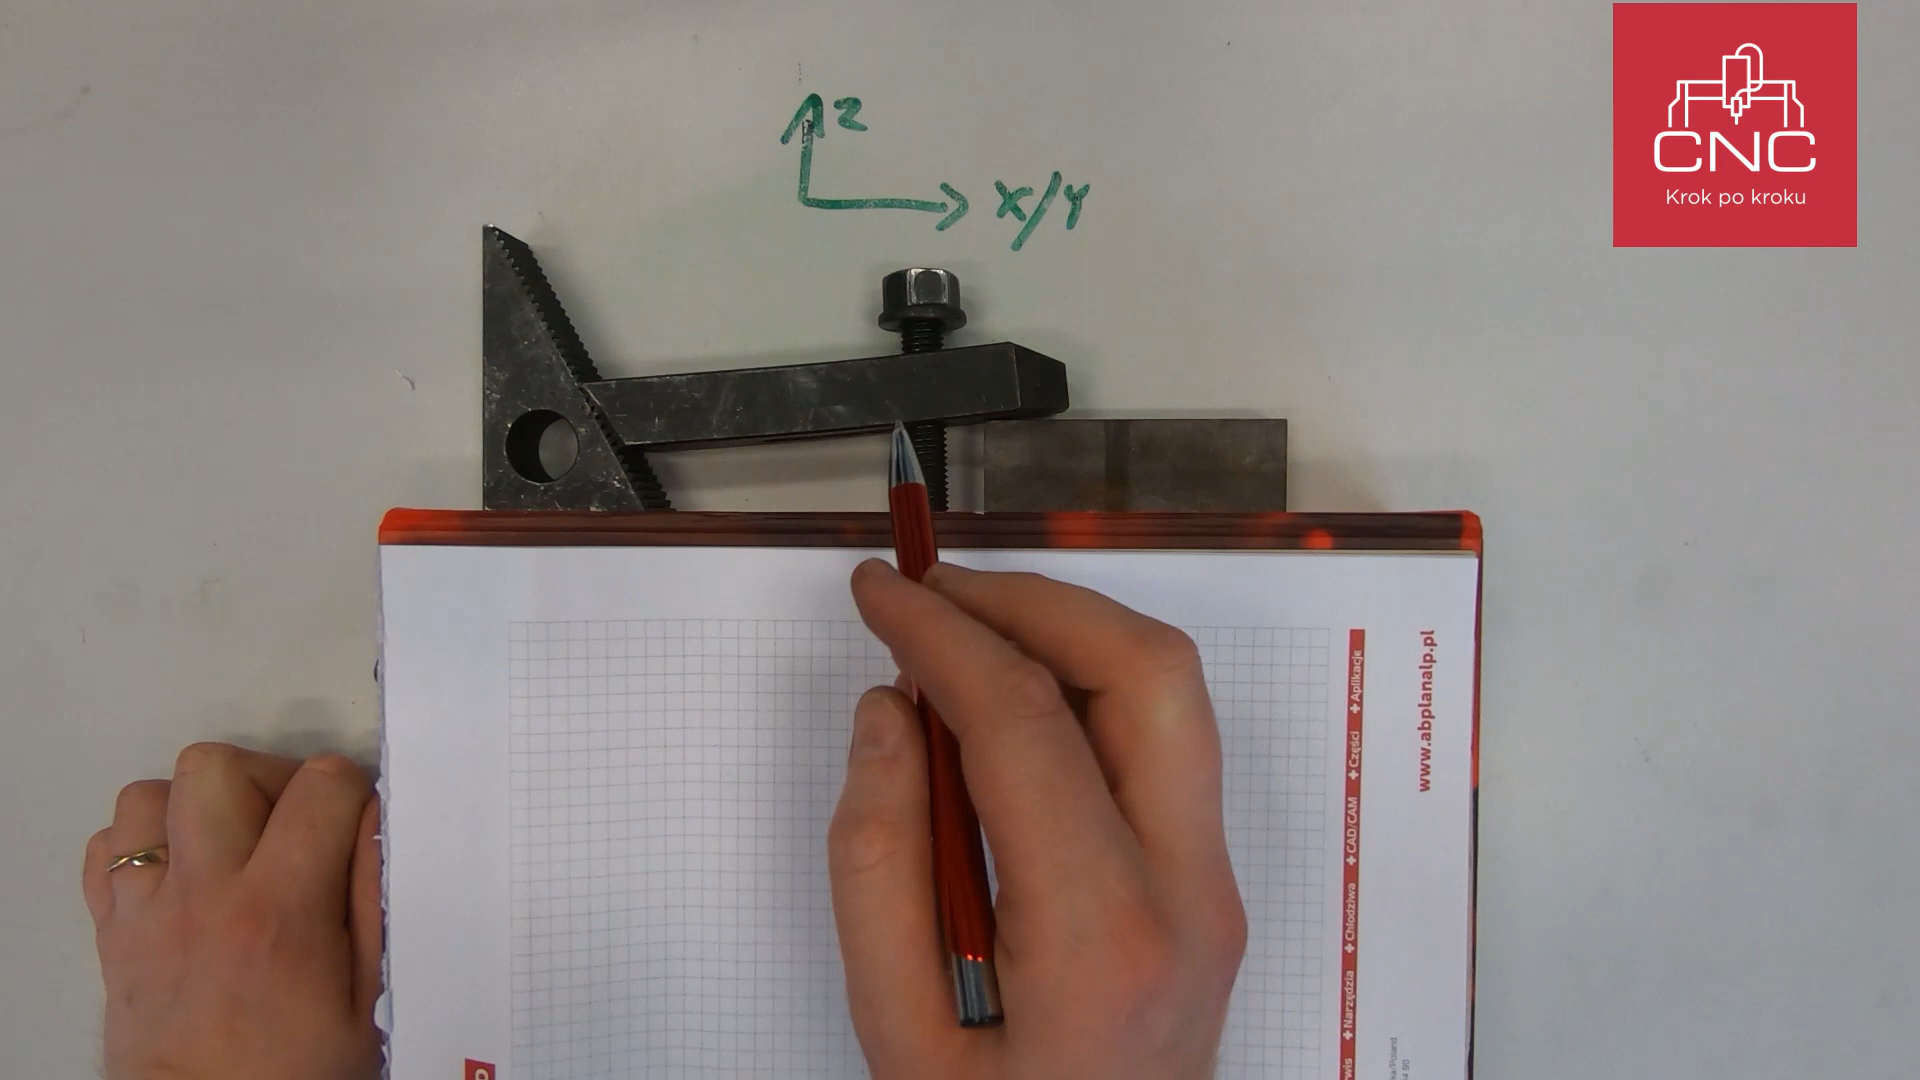 Z
X/Y
CNC
Krok po kroku
www.abplanalp.pl
Narzędzia + Chłodziwa + CAD/CAM + Części + Aplikacje